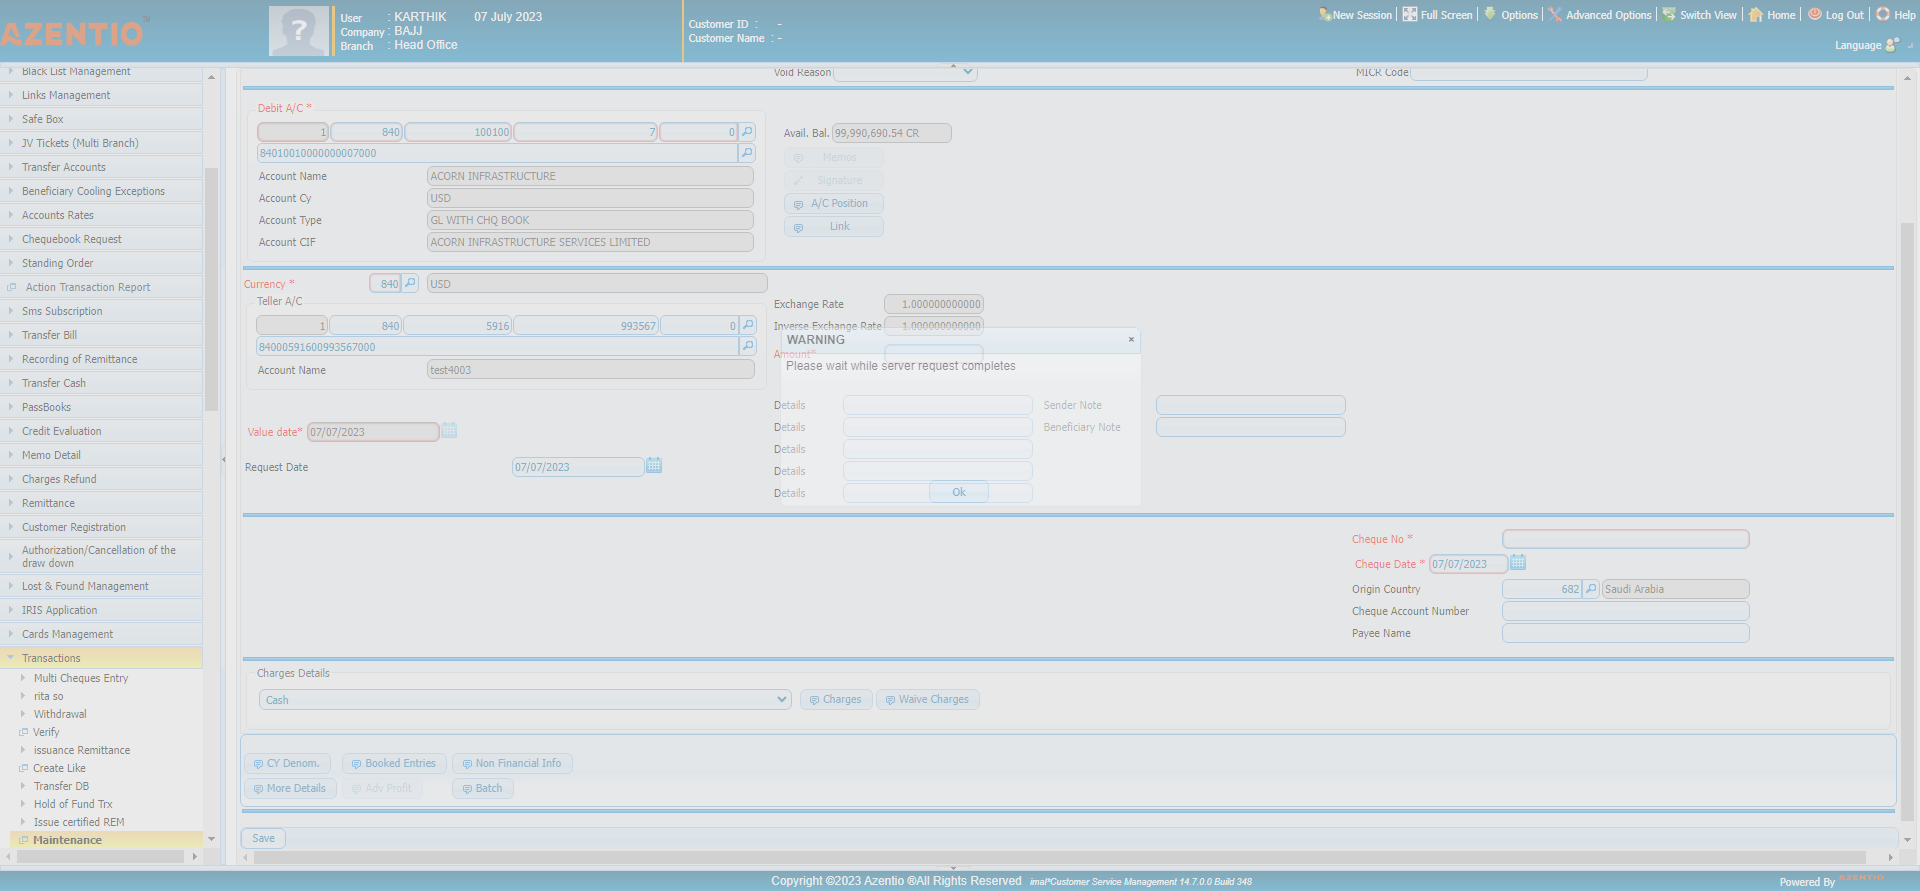 AZENTIO™
User : KARTHIK 07 July 2023
Company : BAJJ
Branch : Head Office
Customer ID : -
Customer Name : -
New Session Full Screen Options Advanced Options Switch View Home Log Out Help
Language
Black List Management
Links Management
Safe Box
JV Tickets (Multi Branch)
Transfer Accounts
Beneficiary Cooling Exceptions
Accounts Rates
Chequebook Request
Standing Order
Action Transaction Report
Sms Subscription
Transfer Bill
Recording of Remittance
Transfer Cash
PassBooks
Credit Evaluation
Memo Detail
Charges Refund
Remittance
Customer Registration
Authorization/Cancellation of the
draw down
Lost & Found Management
IRIS Application
Cards Management
Transactions
Multi Cheques Entry
rita so
Withdrawal
Verify
issuance Remittance
Create Like
Transfer DB
Hold of Fund Trx
Issue certified REM
Maintenance
Void Reason MICR Code
Debit A/C *
1 840 100100 7 0
84010010000000007000
Account Name ACORN INFRASTRUCTURE
Account Cy USD
Account Type GL WITH CHQ BOOK
Account CIF ACORN INFRASTRUCTURE SERVICES LIMITED
Avail. Bal. 99,990,690.54 CR
Memos
Signature
A/C Position
Link
Currency * 840 USD
Teller A/C
1 840 5916 993567 0
84000591600993567000
Account Name test4003
Exchange Rate 1.000000000000
Inverse Exchange Rate 1.000000000000
Amount*
WARNING ×
Please wait while server request completes
Ok
Value date* 07/07/2023
Request Date 07/07/2023
Details Sender Note
Details Beneficiary Note
Details
Details
Details
Cheque No *
Cheque Date * 07/07/2023
Origin Country 682 Saudi Arabia
Cheque Account Number
Payee Name
Charges Details
Cash Charges Waive Charges
CY Denom. Booked Entries Non Financial Info
More Details Adv Profit Batch
Save
Copyright ©2023 Azentio ®All Rights Reserved imal*Customer Service Management 14.7.0.0 Build 348
Powered By AZENTIO